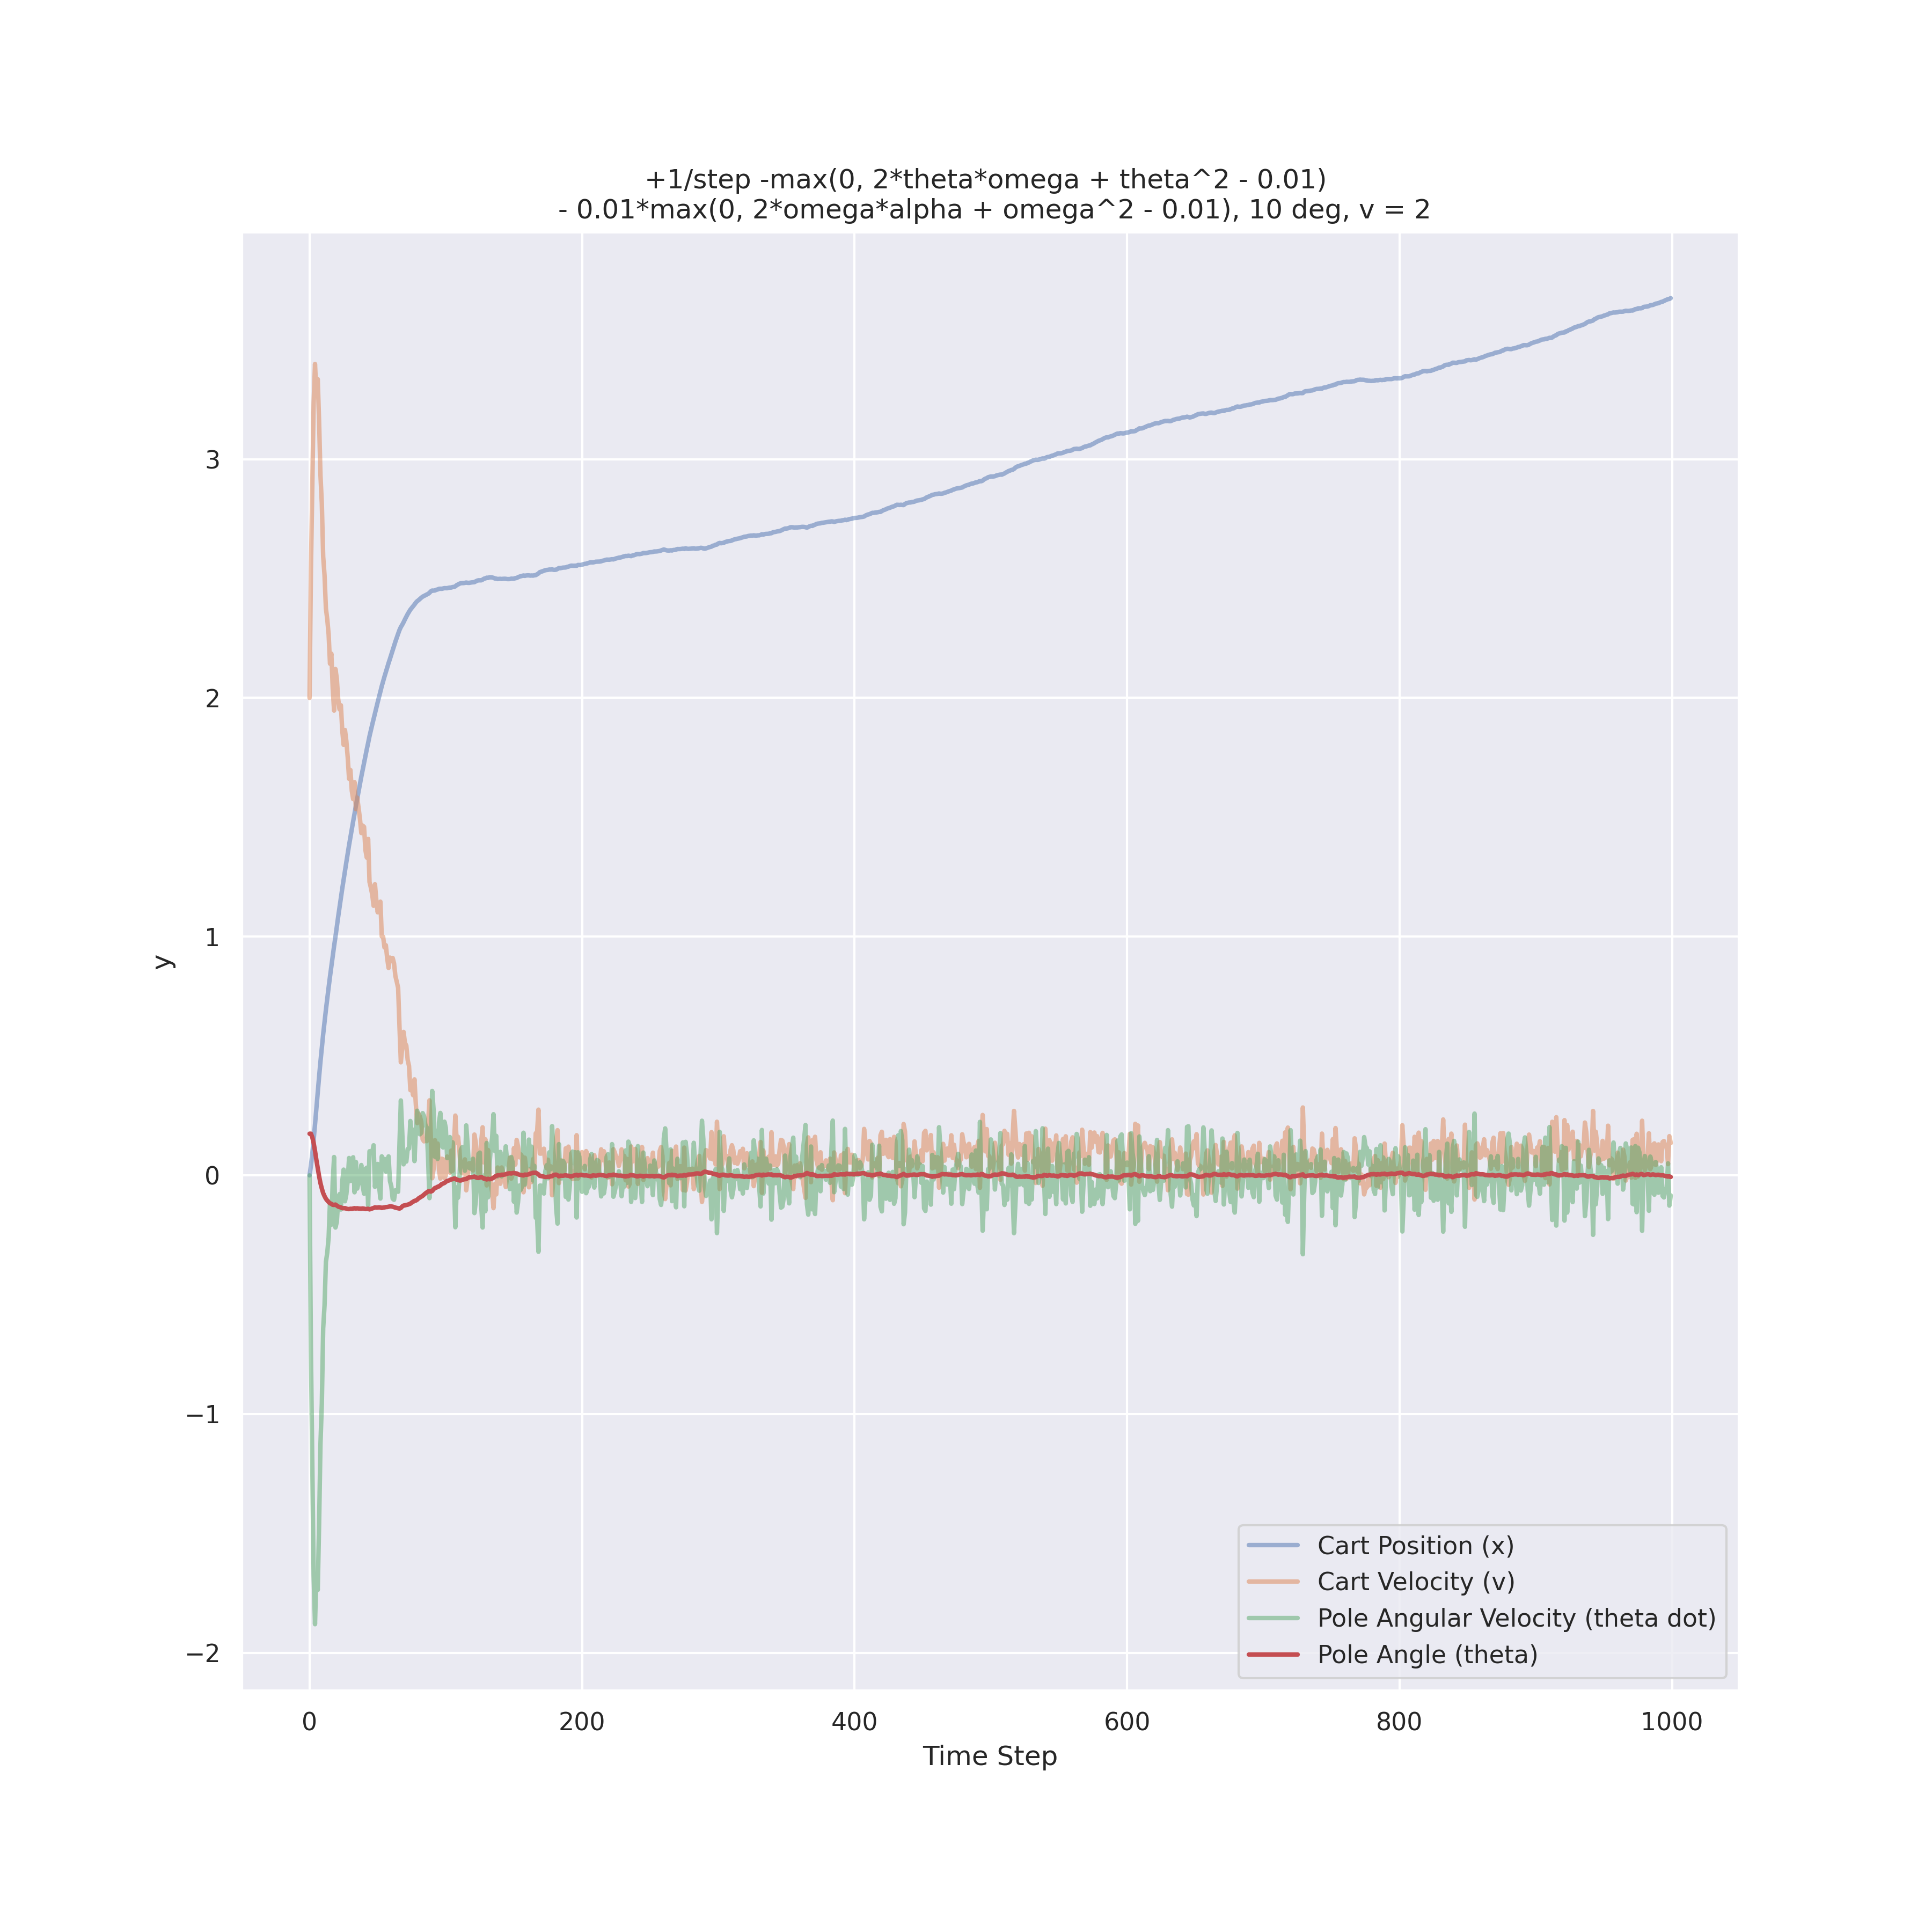 +1/step -max(0, 2*theta*omega + theta^2 - 0.01)
- 0.01*max(0, 2*omega*alpha + omega^2 - 0.01), 10 deg, v = 2
y
3
2
1
0
−1
−2
0 200 400 600 800 1000
Time Step
Cart Position (x)
Cart Velocity (v)
Pole Angular Velocity (theta dot)
Pole Angle (theta)